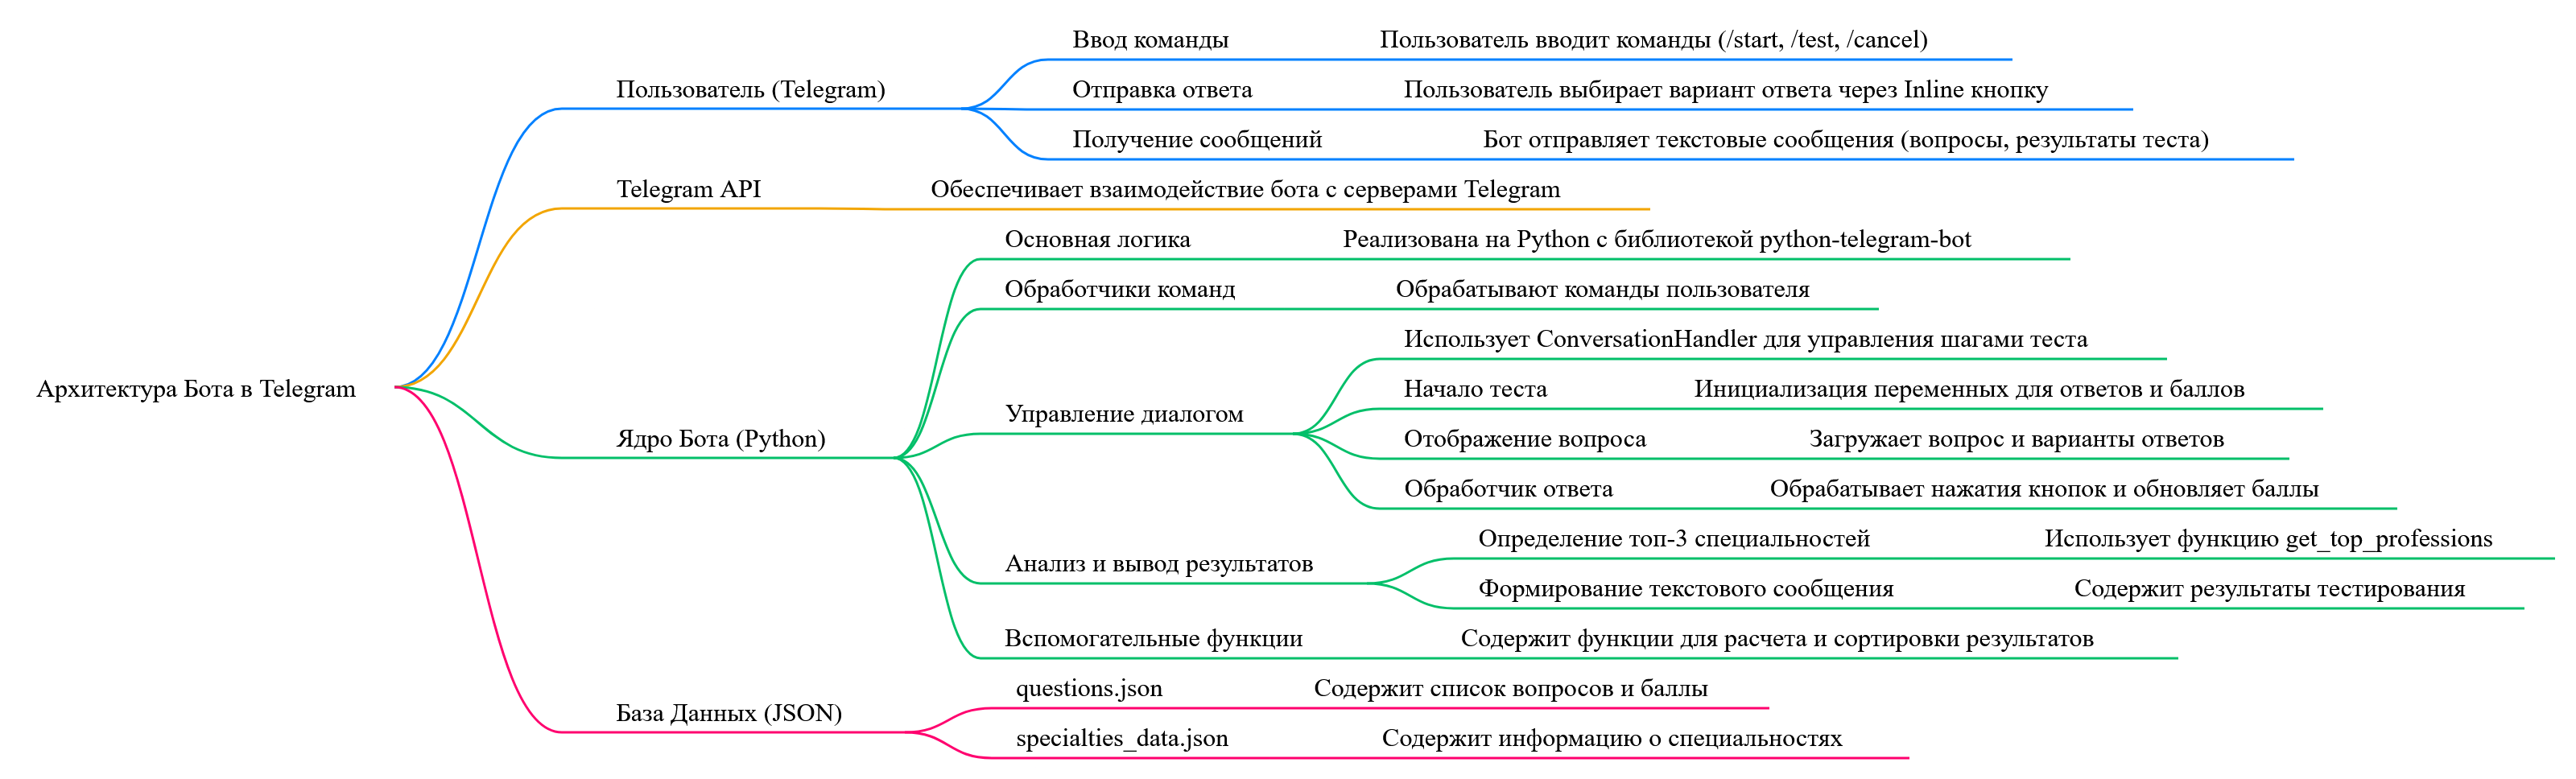 Архитектура Бота в Telegram
Пользователь (Telegram)
Ввод команды
Пользователь вводит команды (/start, /test, /cancel)
Отправка ответа
Пользователь выбирает вариант ответа через Inline кнопку
Получение сообщений
Бот отправляет текстовые сообщения (вопросы, результаты теста)
Telegram API
Обеспечивает взаимодействие бота с серверами Telegram
Ядро Бота (Python)
Основная логика
Реализована на Python с библиотекой python-telegram-bot
Обработчики команд
Обрабатывают команды пользователя
Управление диалогом
Использует ConversationHandler для управления шагами теста
Начало теста
Инициализация переменных для ответов и баллов
Отображение вопроса
Загружает вопрос и варианты ответов
Обработчик ответа
Обрабатывает нажатия кнопок и обновляет баллы
Анализ и вывод результатов
Определение топ-3 специальностей
Использует функцию get_top_professions
Формирование текстового сообщения
Содержит результаты тестирования
Вспомогательные функции
Содержит функции для расчета и сортировки результатов
База Данных (JSON)
questions.json
Содержит список вопросов и баллы
specialties_data.json
Содержит информацию о специальностях